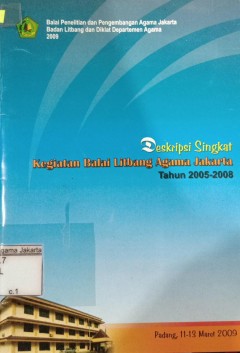 Balai Penelitian dan Pengembangan Agama Jakarta
Badan Litbang dan Diklat Departemen Agama
2009
Deskripsi Singkat
Kegiatan Balai Litbang Agama Jakarta
Tahun 2005-2008
gama Jakarta
.7
L
c.1
Padang, 11-13 Maret 2009